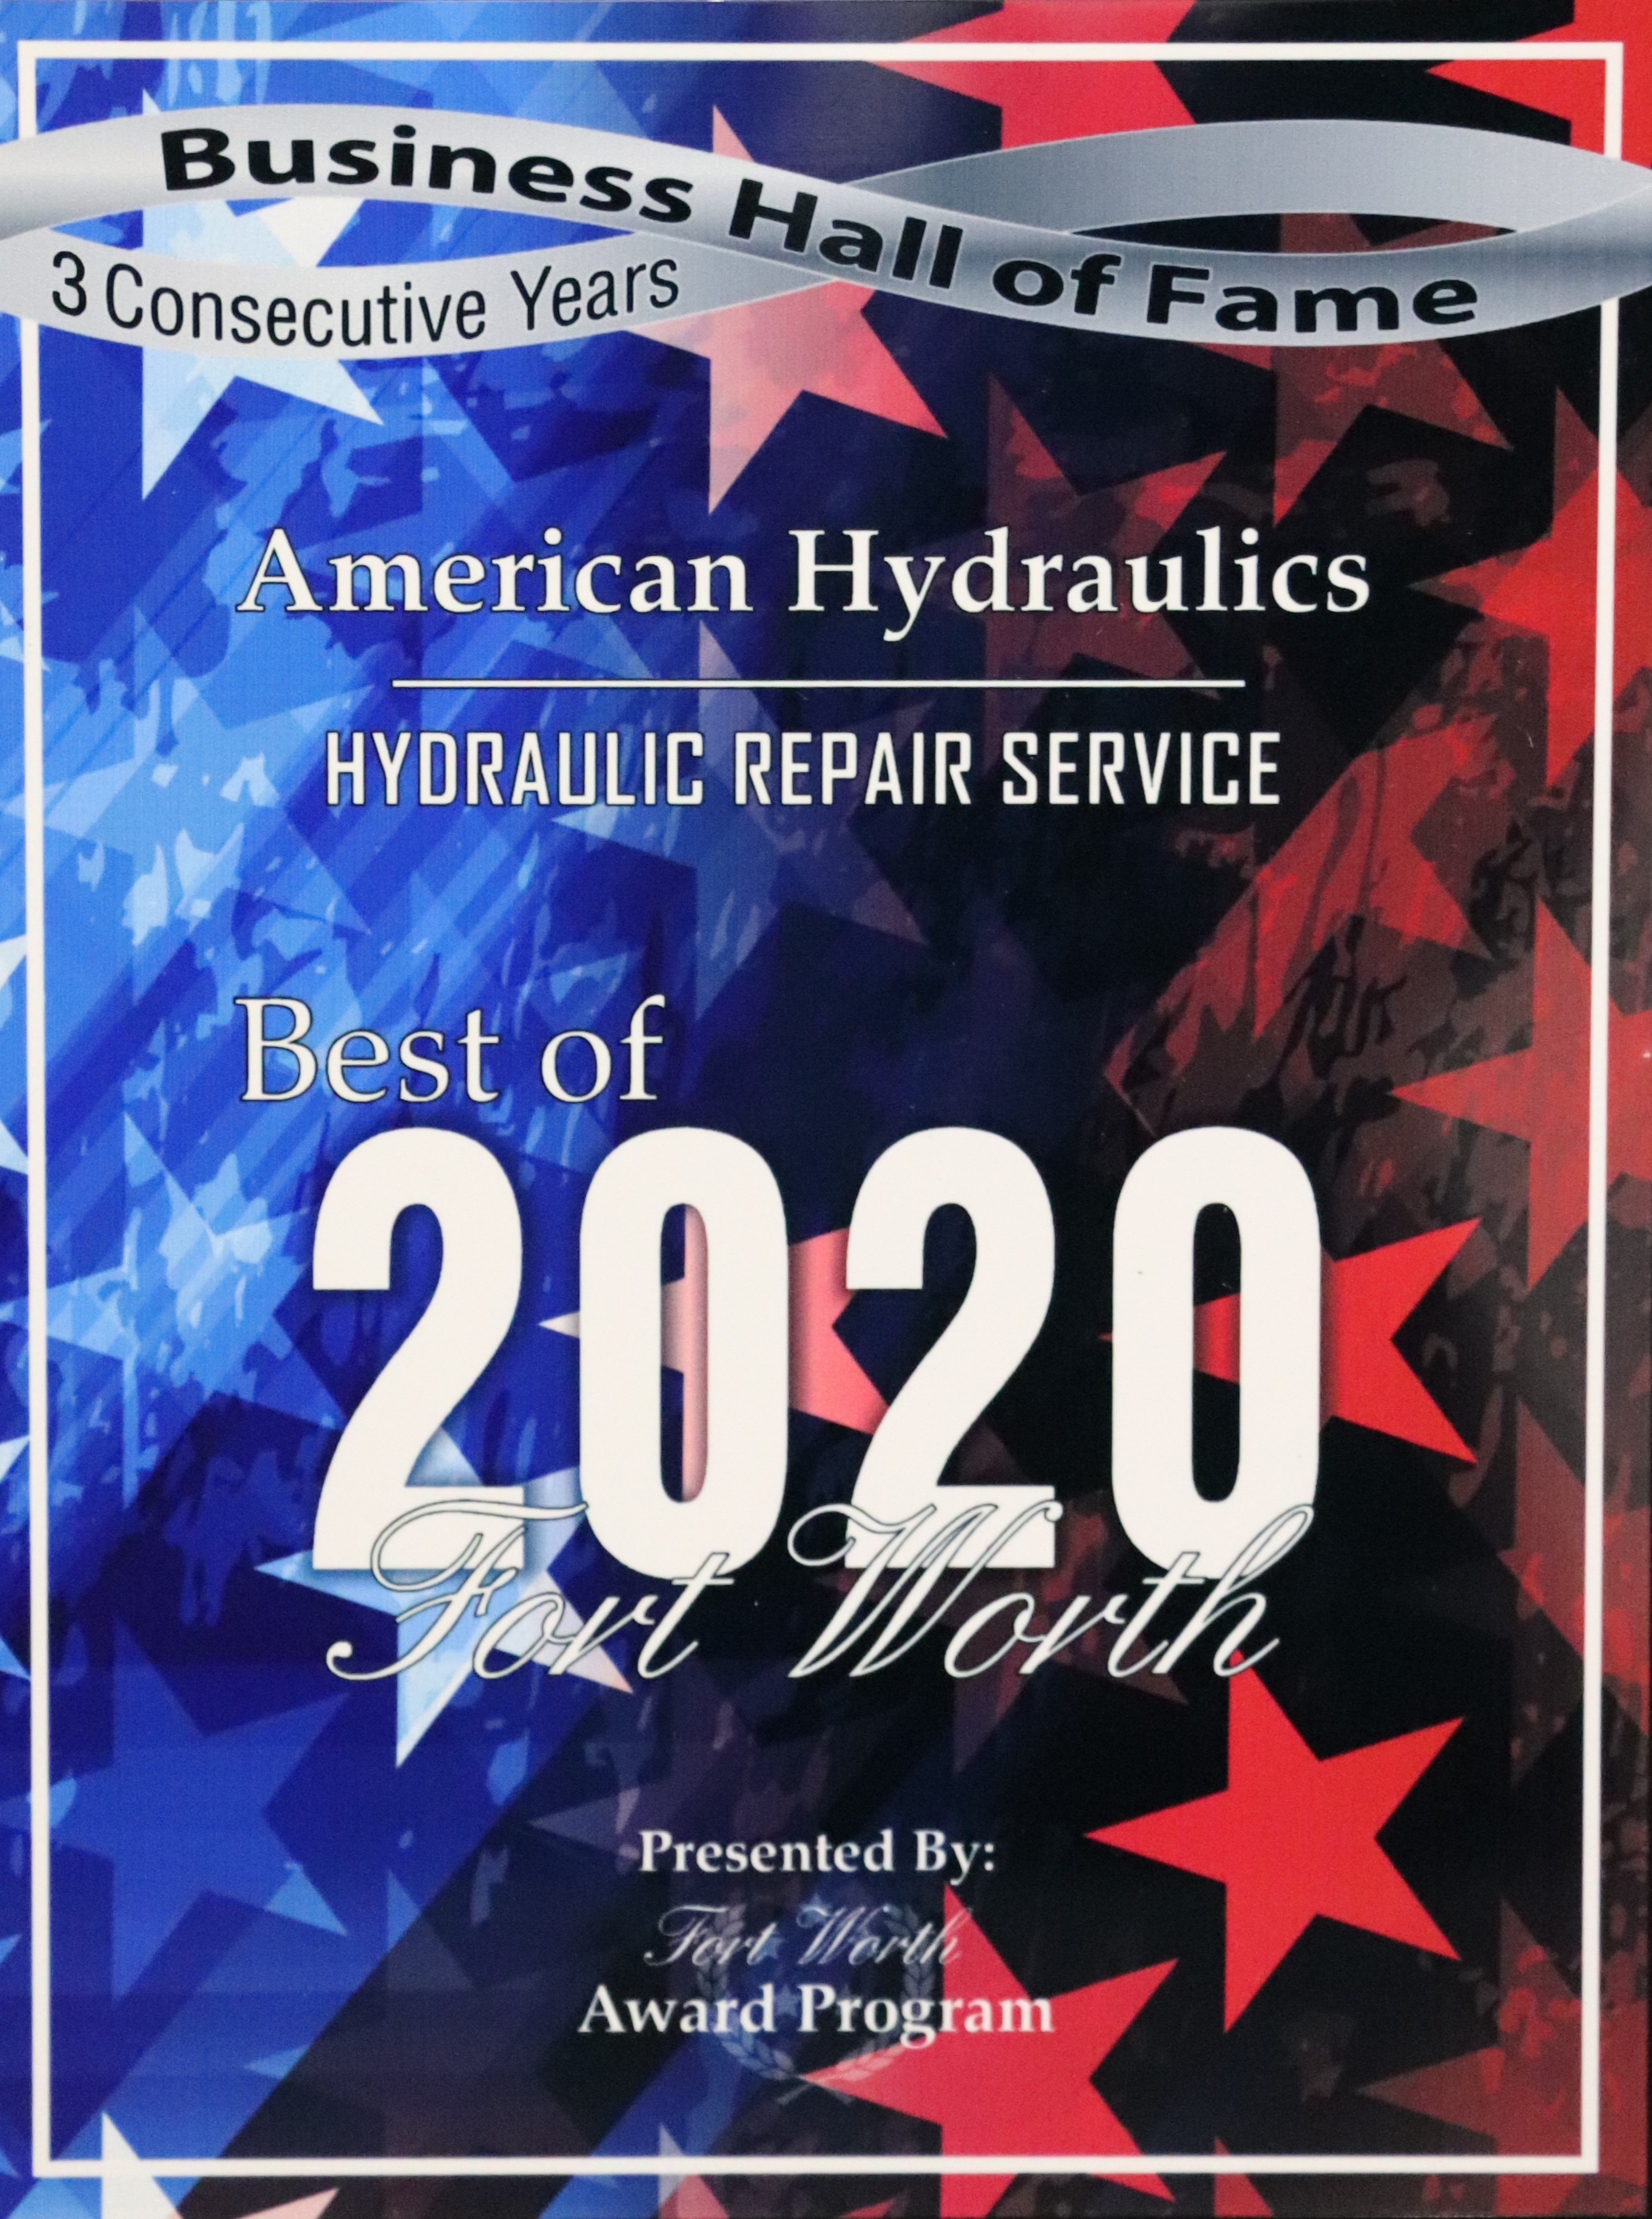 Business Hall of Fame
3 Consecutive Years
American Hydraulics
HYDRAULIC REPAIR SERVICE
Best of
2020
Fort Worth
Presented By:
Fort Worth
Award Program